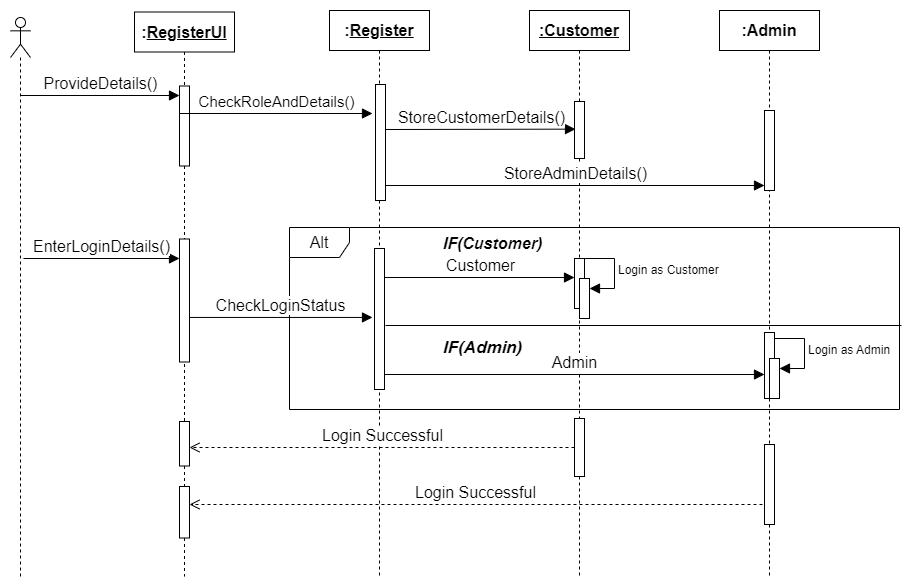 :RegisterUI
:Register
:Customer
:Admin
ProvideDetails()
CheckRoleAndDetails()
StoreCustomerDetails()
StoreAdminDetails()
EnterLoginDetails()
Alt
IF(Customer)
Customer
Login as Customer
CheckLoginStatus
IF(Admin)
Login as Admin
Admin
Login Successful
Login Successful